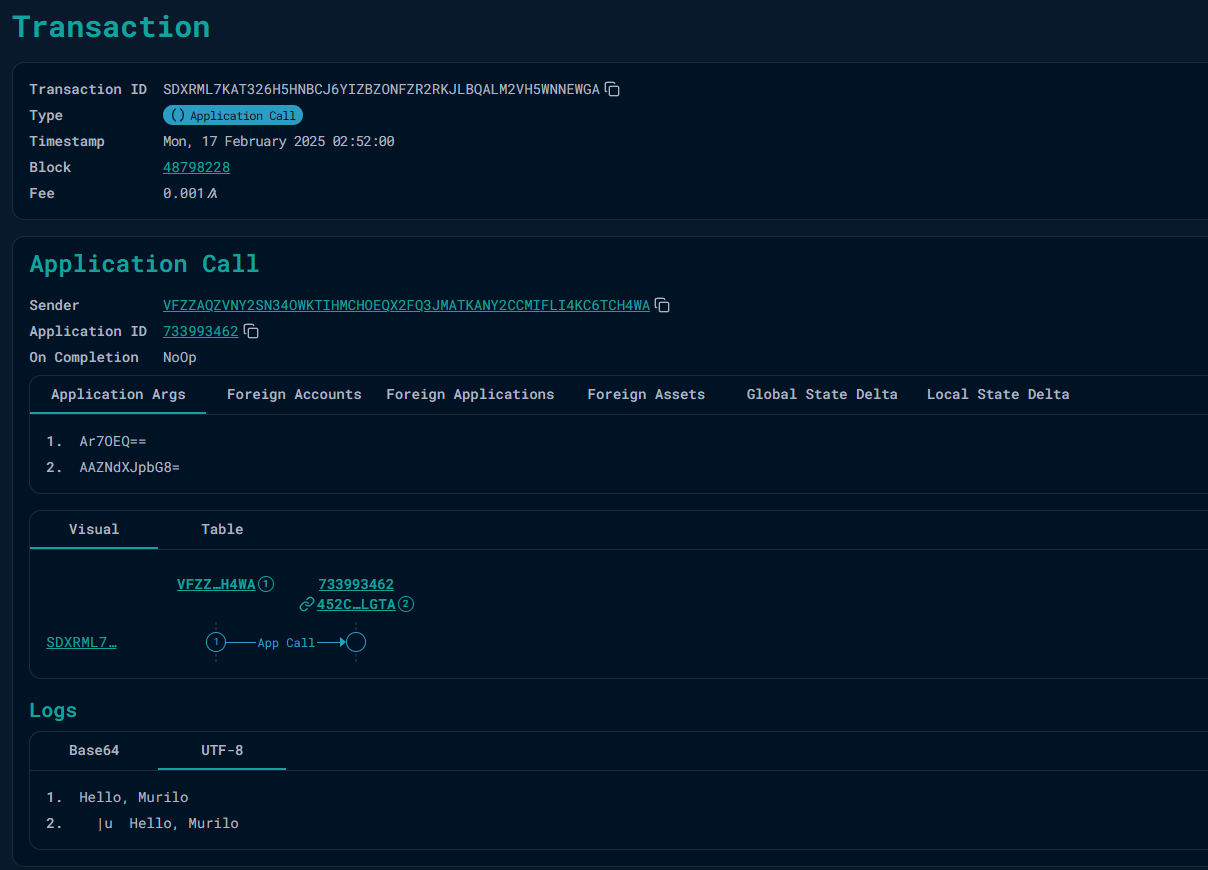 Transaction
Transaction ID SDXRML7KAT326H5HNBCJ6YIZBZONFZR2RKJLBQALM2VH5WNNEWGA
Type () Application Call
Timestamp Mon, 17 February 2025 02:52:00
Block 48798228
Fee 0.001
Application Call
Sender VFZZAQZVNY2SN34OWKTIHMCHOEQX2FQ3JMATKANY2CCMIFLI4KC6TCH4WA
Application ID 733993462
On Completion NoOp
Application Args Foreign Accounts Foreign Applications Foreign Assets Global State Delta Local State Delta
1. Ar7OEQ==
2. AAZNdXJpbG8=
Visual Table
VFZZ…H4WA 1 733993462
452C…LGTA 2
SDXRML7… 1 App Call
Logs
Base64 UTF-8
1. Hello, Murilo
2. |u Hello, Murilo